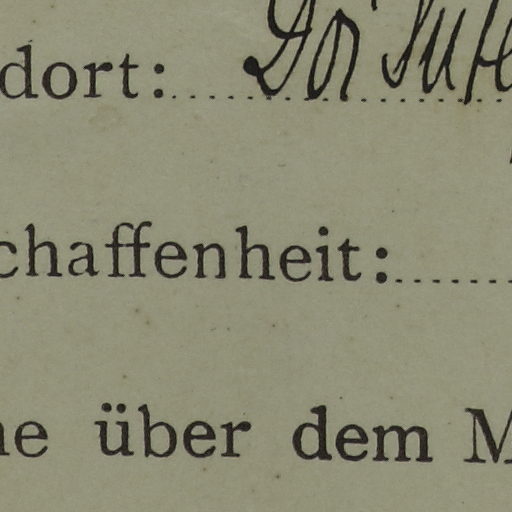 dort:
chaffenheit:
ne über dem M